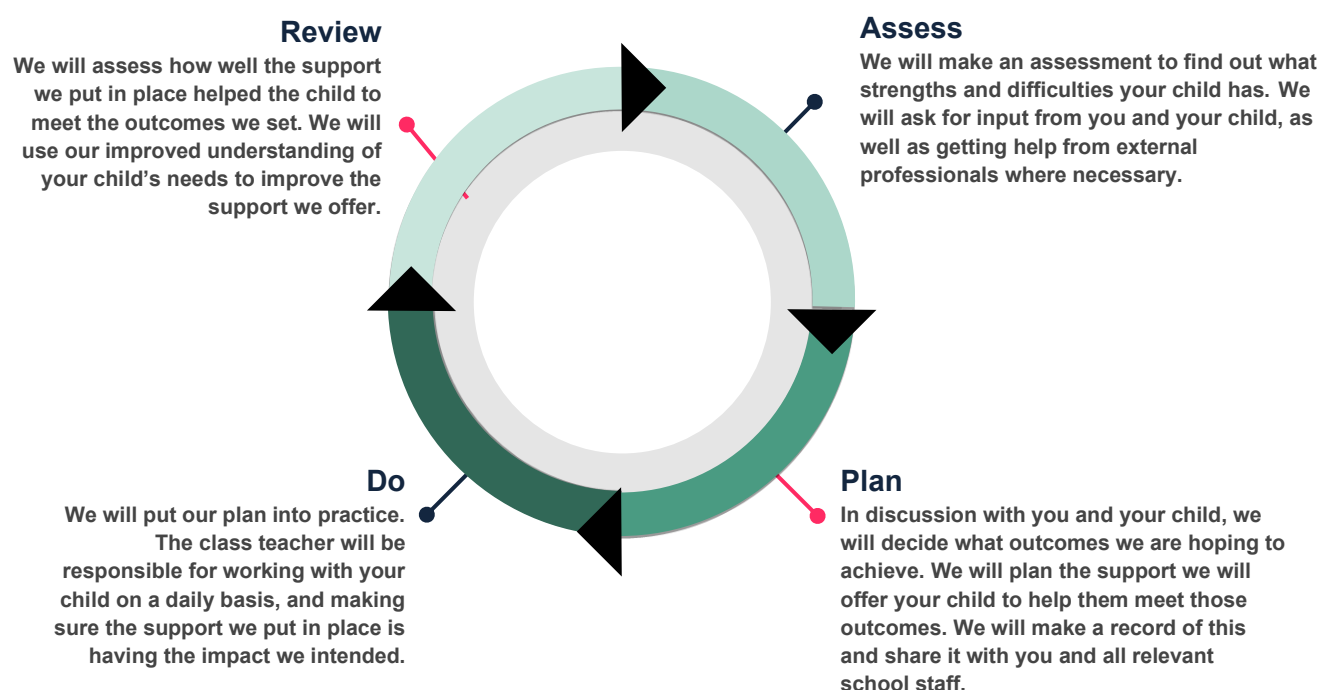 Review
We will assess how well the support
we put in place helped the child to
meet the outcomes we set. We will
use our improved understanding of
your child’s needs to improve the
support we offer.
Assess
We will make an assessment to find out what
strengths and difficulties your child has. We
will ask for input from you and your child, as
well as getting help from external
professionals where necessary.
Do
We will put our plan into practice.
The class teacher will be
responsible for working with your
child on a daily basis, and making
sure the support we put in place is
having the impact we intended.
Plan
In discussion with you and your child, we
will decide what outcomes we are hoping to
achieve. We will plan the support we will
offer your child to help them meet those
outcomes. We will make a record of this
and share it with you and all relevant
school staff.